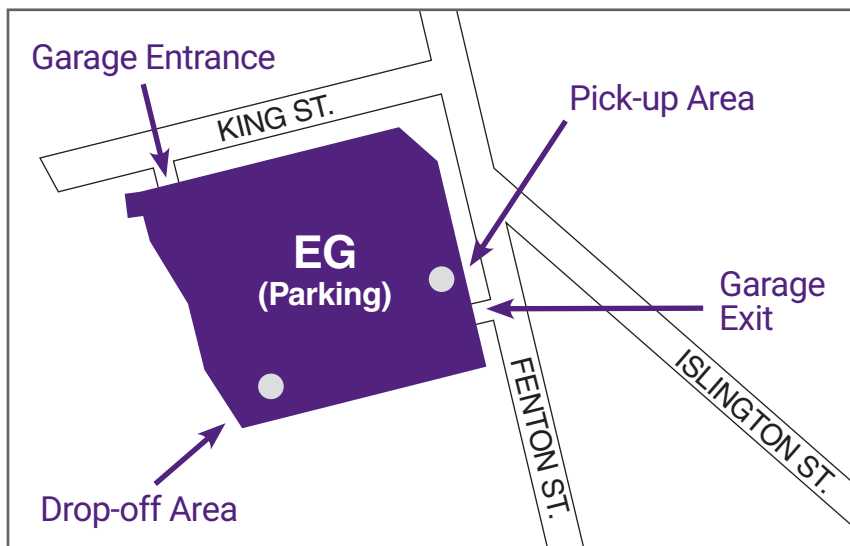 Garage Entrance
KING ST.
Pick-up Area
EG
(Parking)
Garage
Exit
FENTON ST.
ISLINGTON ST.
Drop-off Area